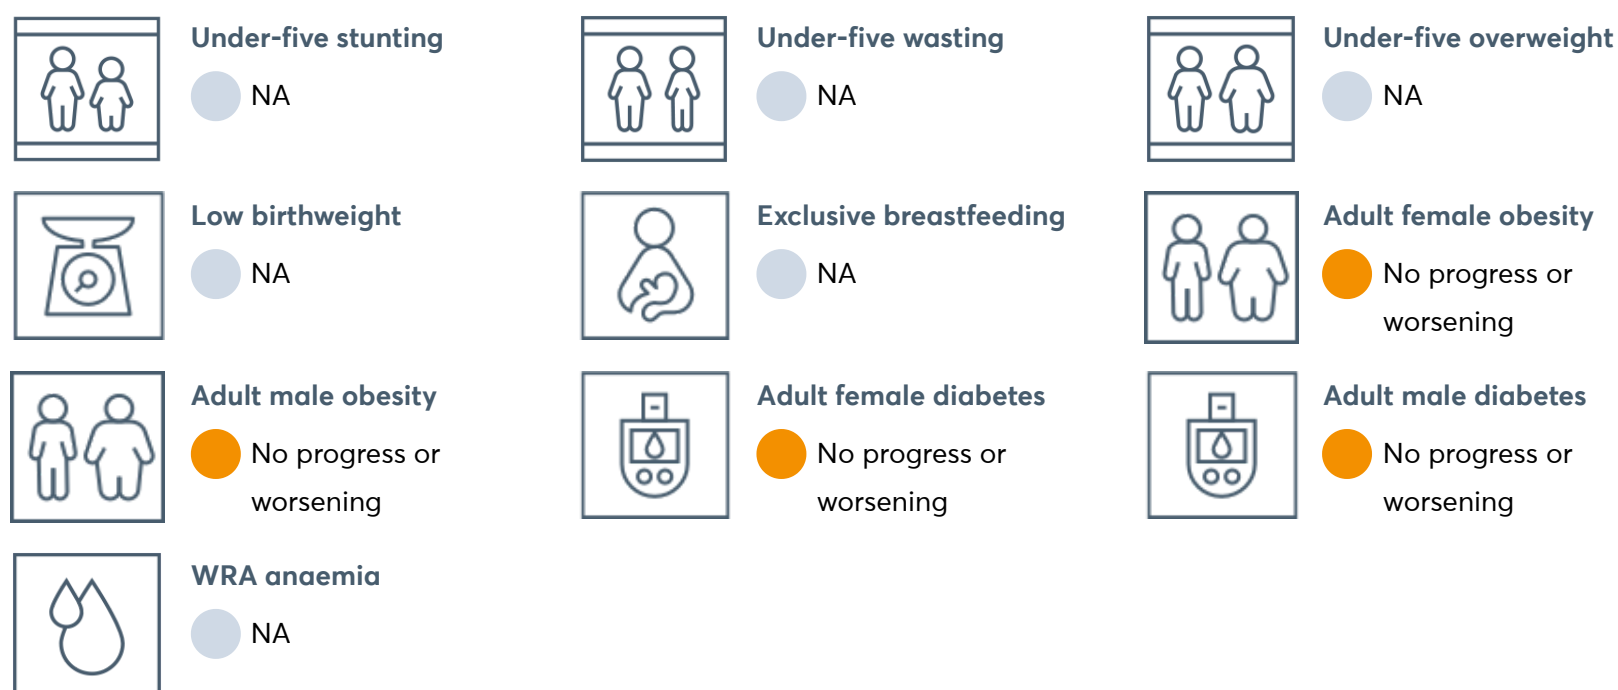 Under-five stunting
NA
Under-five wasting
NA
Under-five overweight
NA
Low birthweight
NA
Exclusive breastfeeding
NA
Adult female obesity
No progress or
worsening
Adult male obesity
No progress or
worsening
Adult female diabetes
No progress or
worsening
Adult male diabetes
No progress or
worsening
WRA anaemia
NA